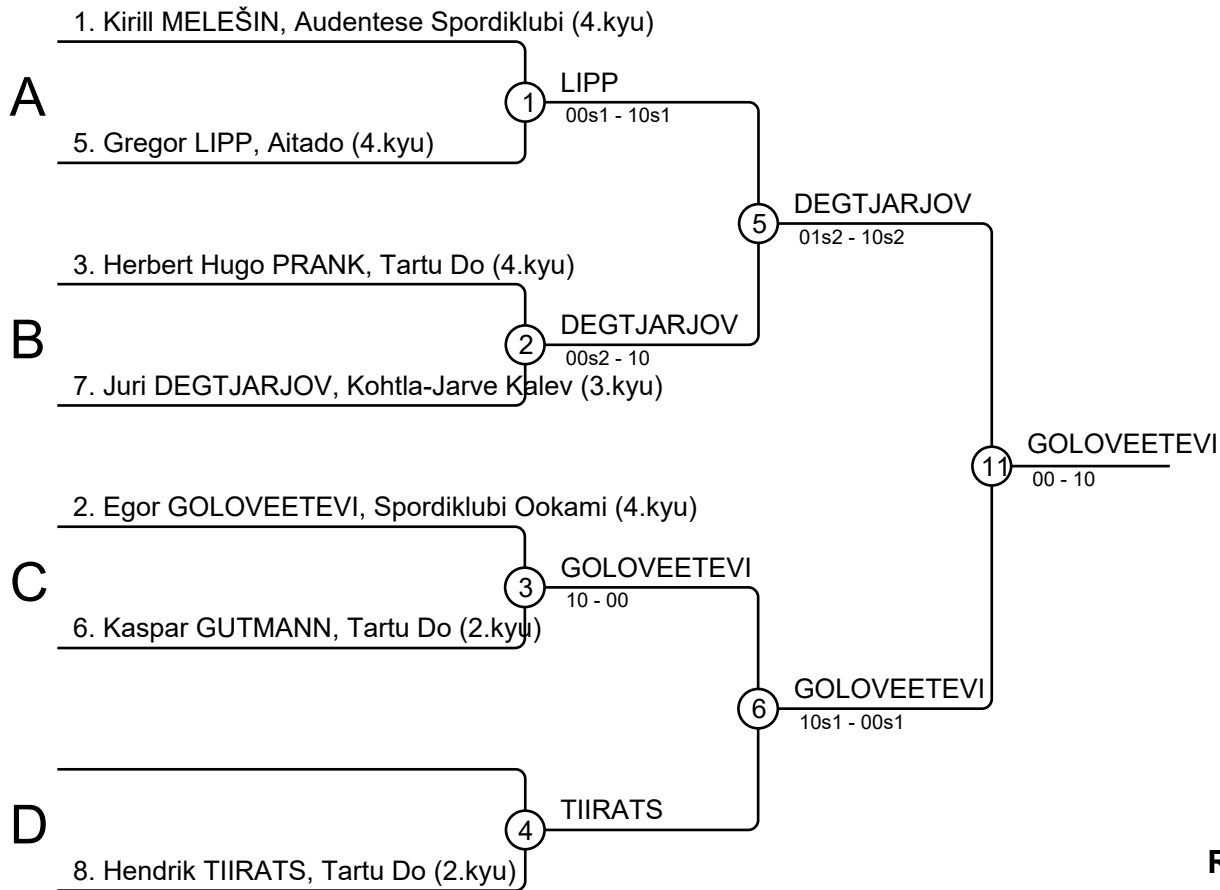 1. Kirill MELEŠIN, Audentese Spordiklubi (4.kyu)
A
1
LIPP
00s1 - 10s1
5. Gregor LIPP, Aitado (4.kyu)
5
DEGTJARJOV
01s2 - 10s2
3. Herbert Hugo PRANK, Tartu Do (4.kyu)
B
2
DEGTJARJOV
00s2 - 10
7. Juri DEGTJARJOV, Kohtla-Jarve Kalev (3.kyu)
11
GOLOVEETEVI
00 - 10
2. Egor GOLOVEETEVI, Spordiklubi Ookami (4.kyu)
C
3
GOLOVEETEVI
10 - 00
6. Kaspar GUTMANN, Tartu Do (2.kyu)
6
GOLOVEETEVI
10s1 - 00s1
D
4
TIIRATS
8. Hendrik TIIRATS, Tartu Do (2.kyu)
R